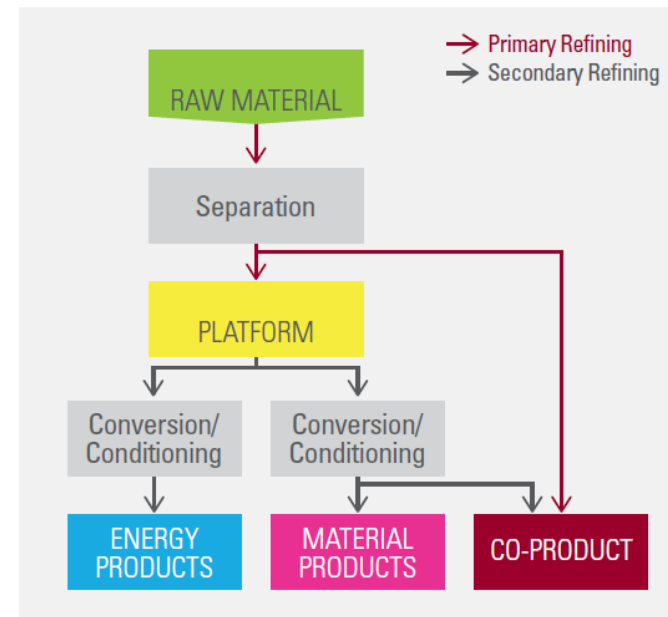 Primary Refining
Secondary Refining
RAW MATERIAL
Separation
PLATFORM
Conversion/
Conditioning
Conversion/
Conditioning
ENERGY
PRODUCTS
MATERIAL
PRODUCTS
CO-PRODUCT